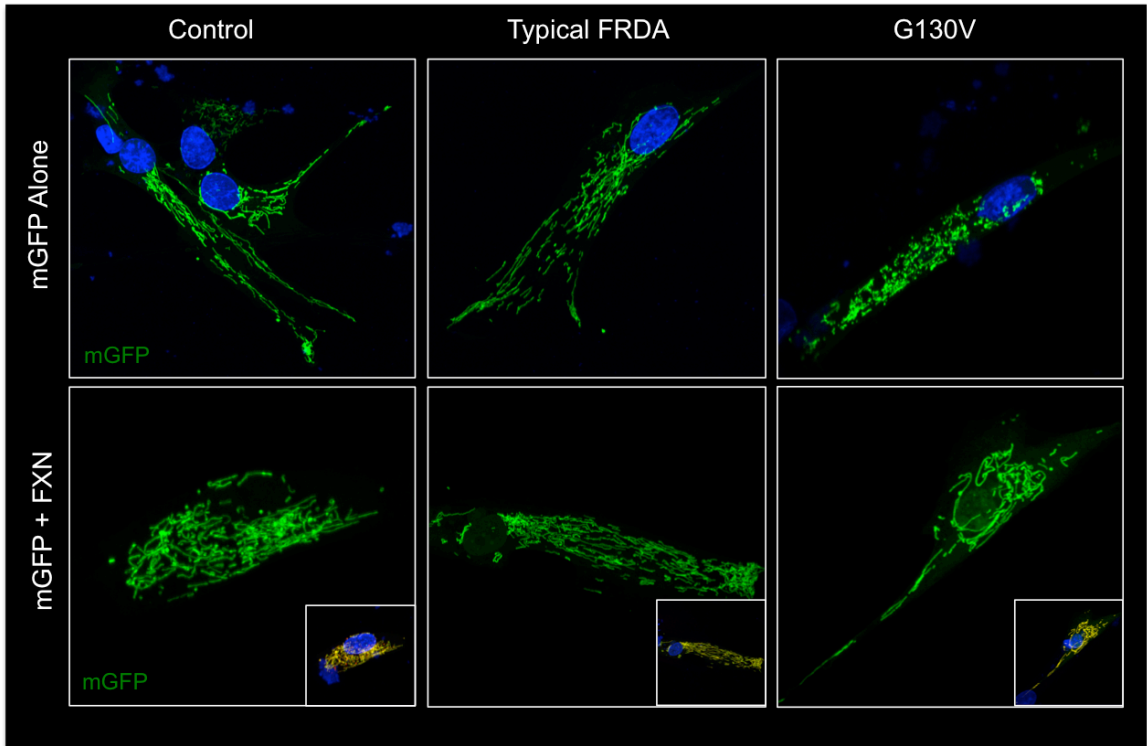 Control
Typical FRDA
G130V
mGFP Alone
mGFP
mGFP + FXN
mGFP